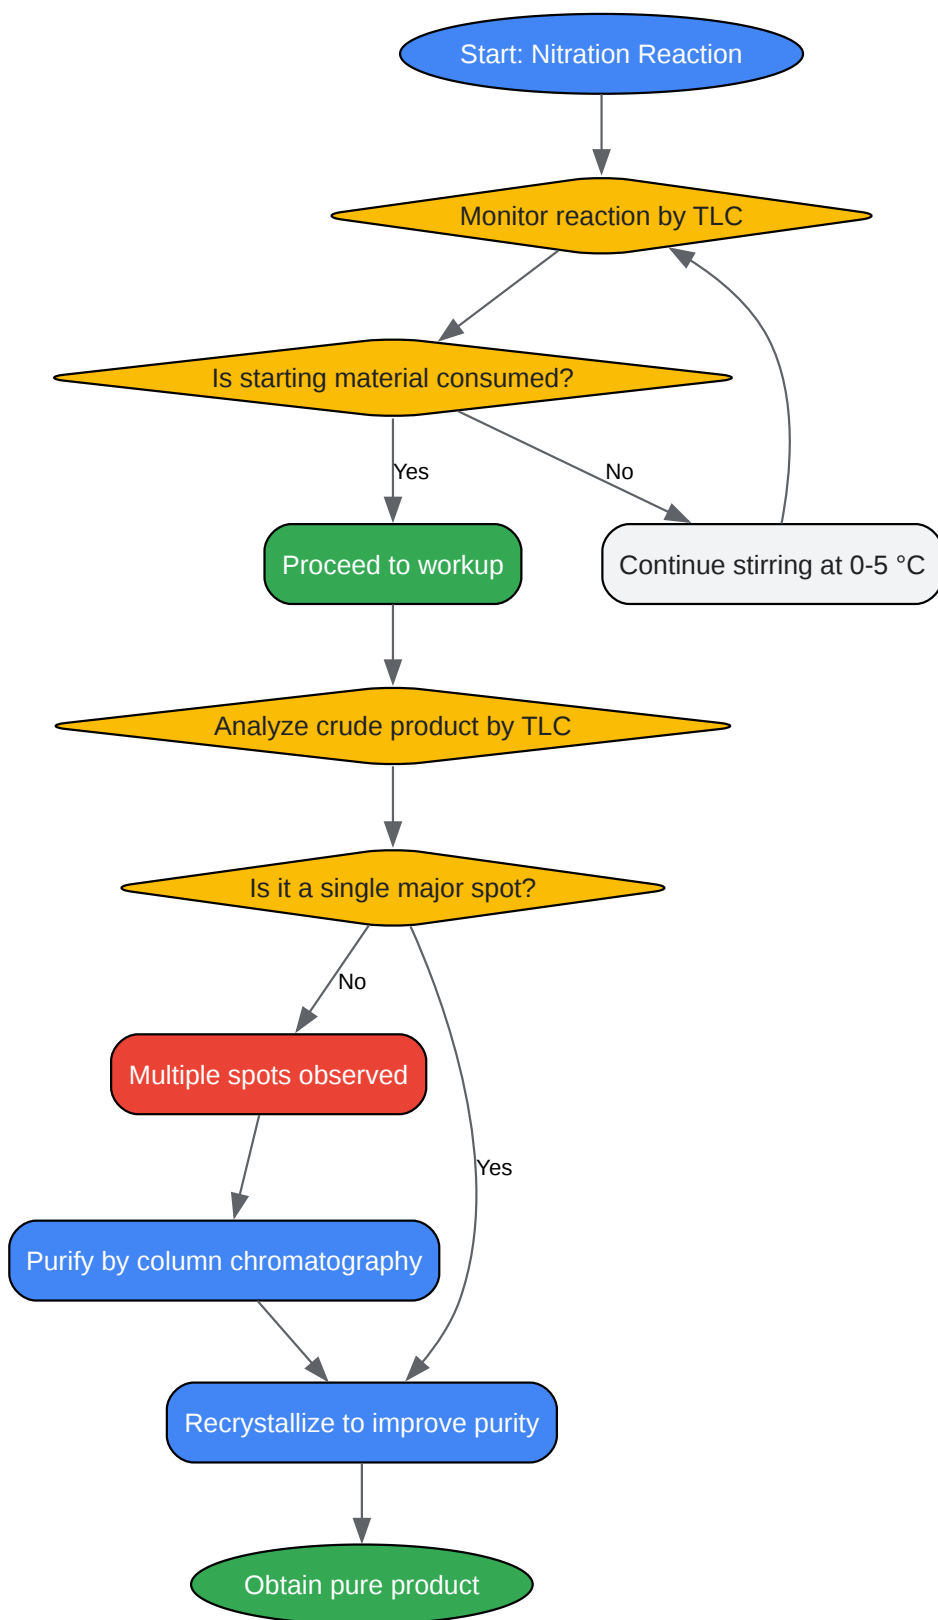 Start: Nitration Reaction
Monitor reaction by TLC
Is starting material consumed?
Yes
No
Proceed to workup
Continue stirring at 0-5 °C
Analyze crude product by TLC
Is it a single major spot?
No
Multiple spots observed
Yes
Purify by column chromatography
Recrystallize to improve purity
Obtain pure product